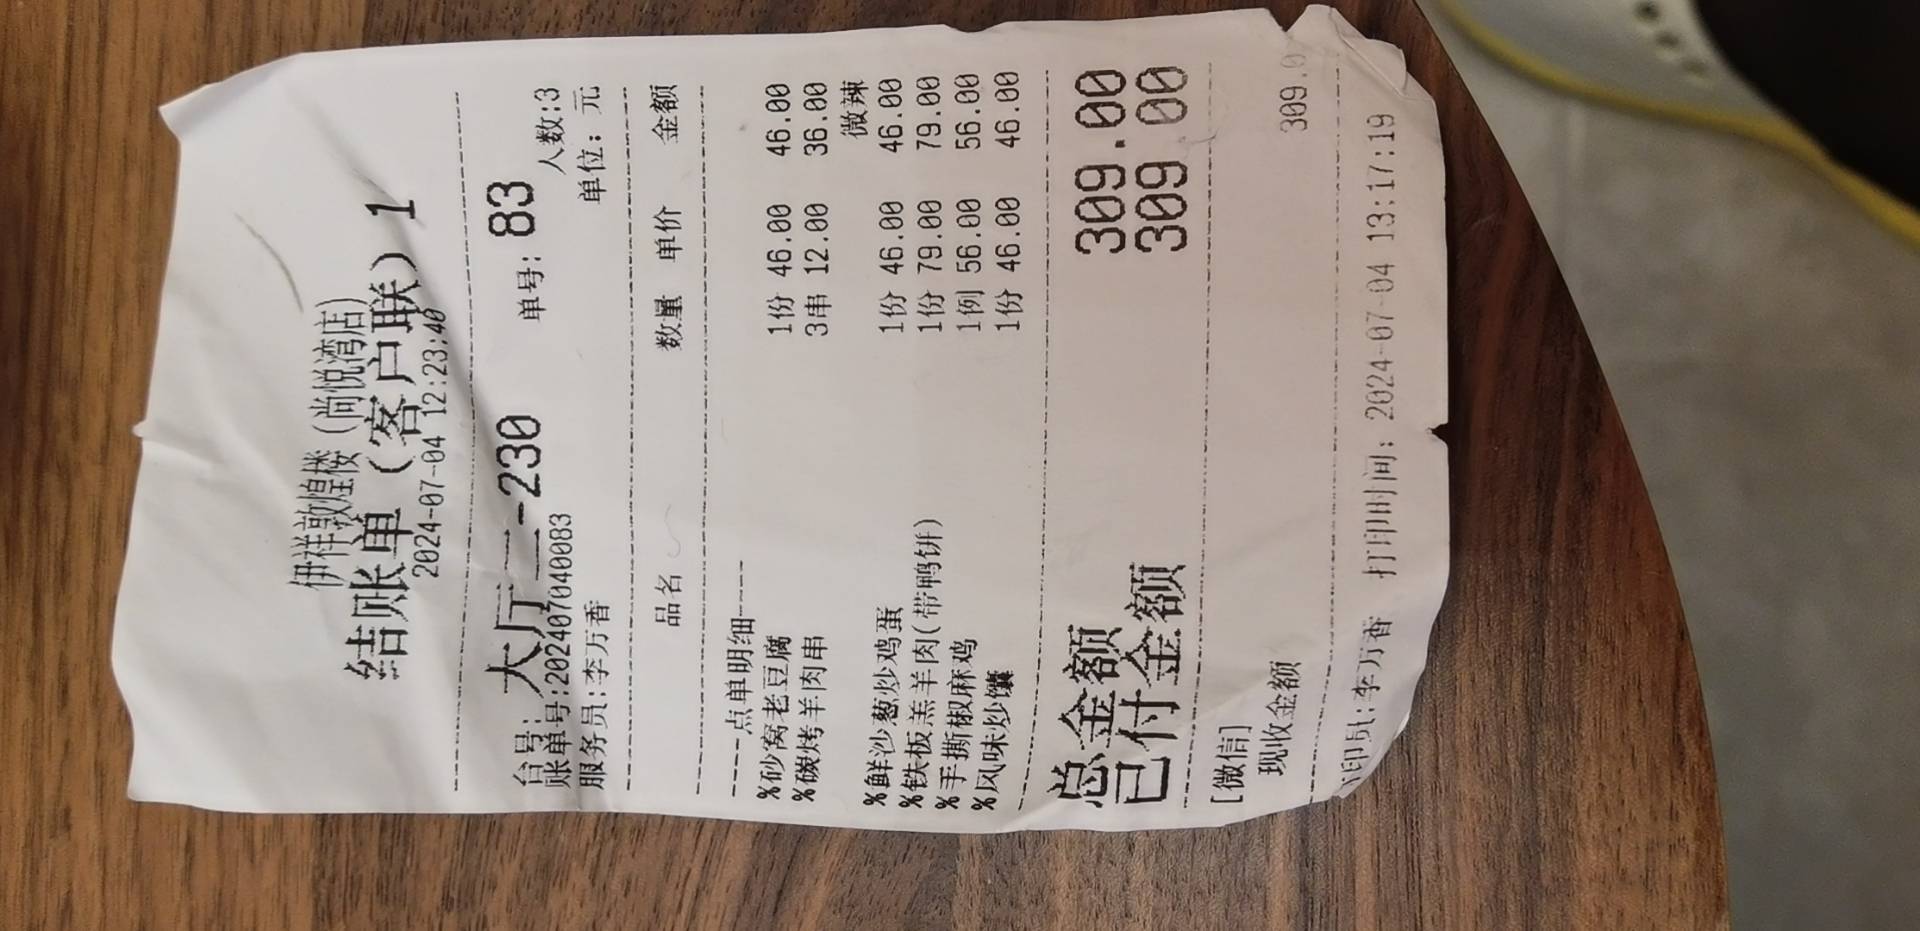 伊祥敦煌楼（尚悦湾店）
结账单（客户联）1
2024-07-04 12:23:40
台号: 大厅二-230 单号: 83
账单号:202407040083 人数:3
服务员:李万香 单位: 元
品名 数量 单价 金额
----点单明细----
%砂窝老豆腐 1份 46.00 46.00
%碳烤羊肉串 3串 12.00 36.00
微辣
%鲜沙葱炒鸡蛋 1份 46.00 46.00
%铁板羔羊肉(带鸭饼) 1份 79.00 79.00
%手撕椒麻鸡 1例 56.00 56.00
%风味炒馕 1份 46.00 46.00
总金额 309.00
已付金额 309.00
[微信]
现收金额 309.0
印员:李万香 打印时间: 2024-07-04 13:17:19